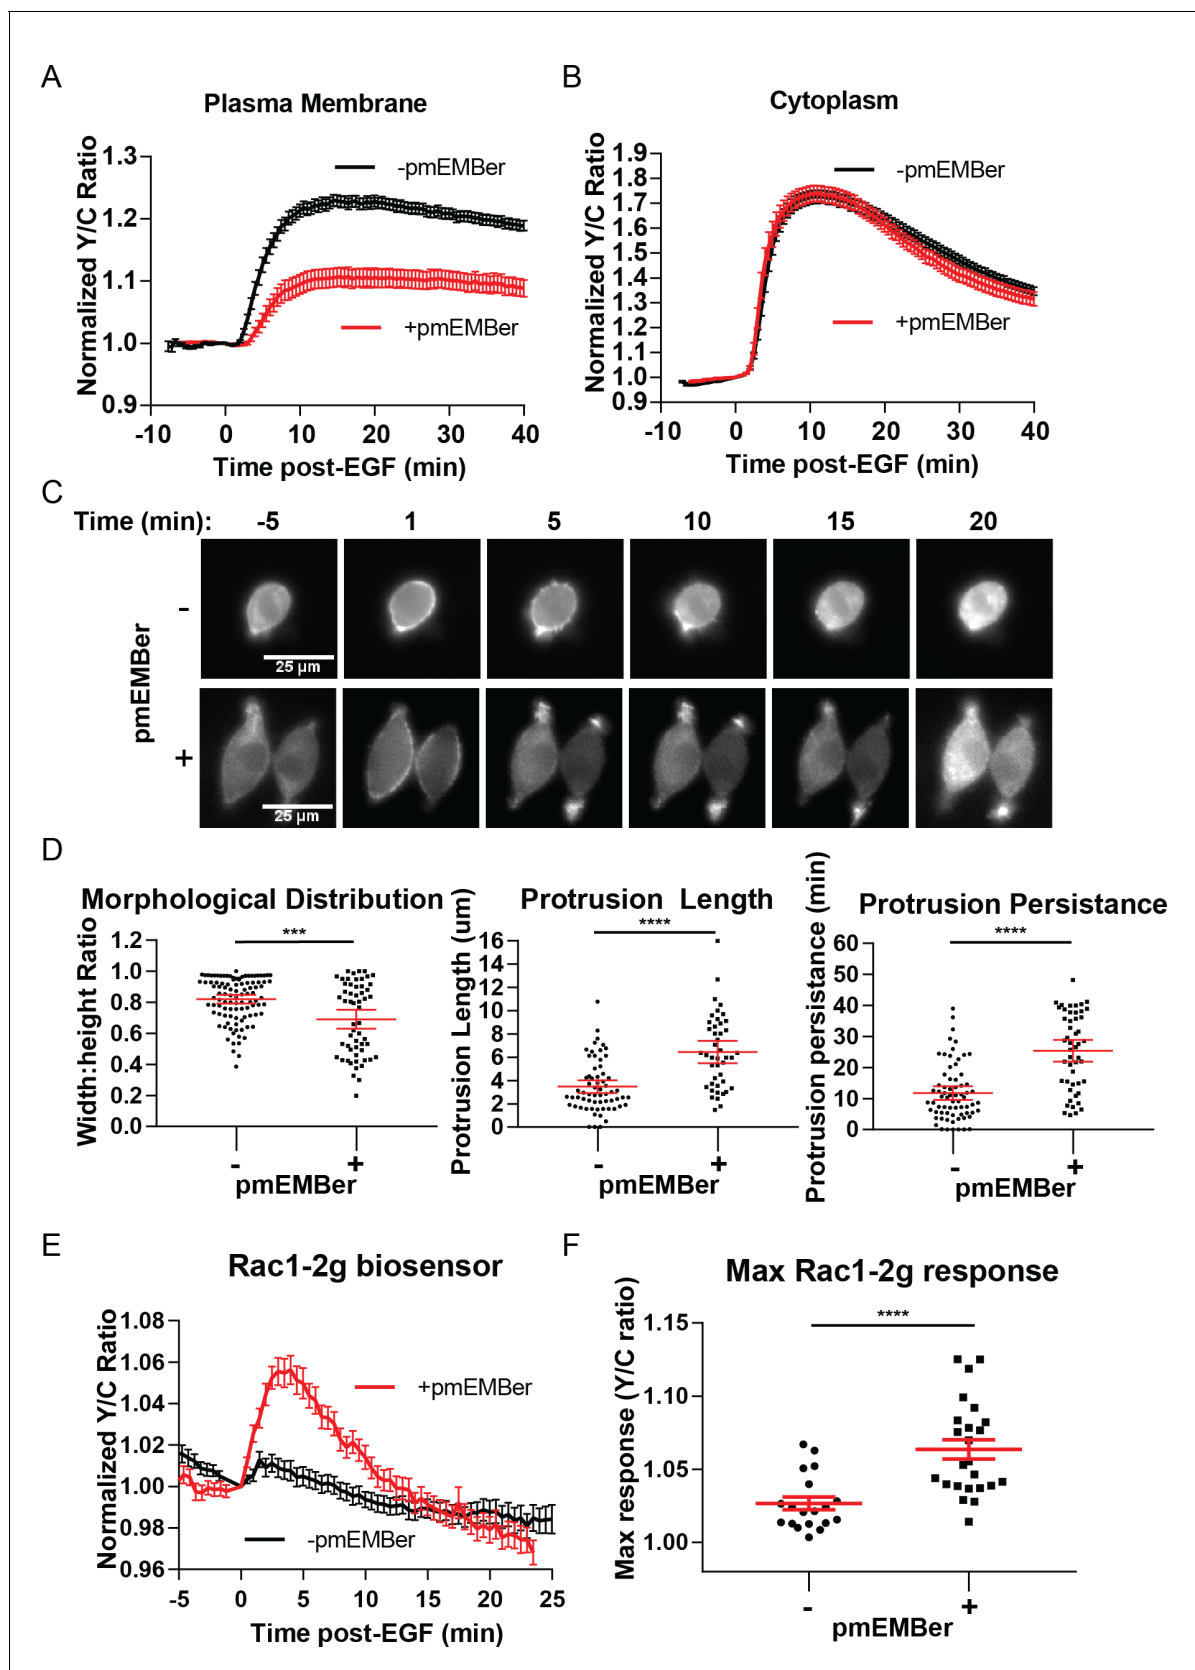 A
Plasma Membrane
Normalized Y/C Ratio
1.3
1.2
1.1
1.0
0.9
-pmEMBer
+pmEMBer
-10 0 10 20 30 40
Time post-EGF (min)
B
Cytoplasm
Normalized Y/C Ratio
1.9
1.8
1.7
1.6
1.5
1.4
1.3
1.2
1.1
1.0
0.9
-pmEMBer
+pmEMBer
-10 0 10 20 30 40
Time post-EGF (min)
C
Time (min): -5 1 5 10 15 20
pmEMBer
-
25 µm
+
25 µm
D
Morphological Distribution
Width:height Ratio
1.2
1.0
0.8
0.6
0.4
0.2
0.0
***
- +
pmEMBer
Protrusion Length
Protrusion Length (um)
16
14
12
10
8
6
4
2
0
****
- +
pmEMBer
Protrusion Persistance
Protrusion persistance (min)
60
50
40
30
20
10
0
****
- +
pmEMBer
E
Rac1-2g biosensor
Normalized Y/C Ratio
1.08
1.06
1.04
1.02
1.00
0.98
0.96
+pmEMBer
-pmEMBer
-5 0 5 10 15 20 25
Time post-EGF (min)
F
Max Rac1-2g response
Max response (Y/C ratio)
1.15
1.10
1.05
1.00
****
- +
pmEMBer